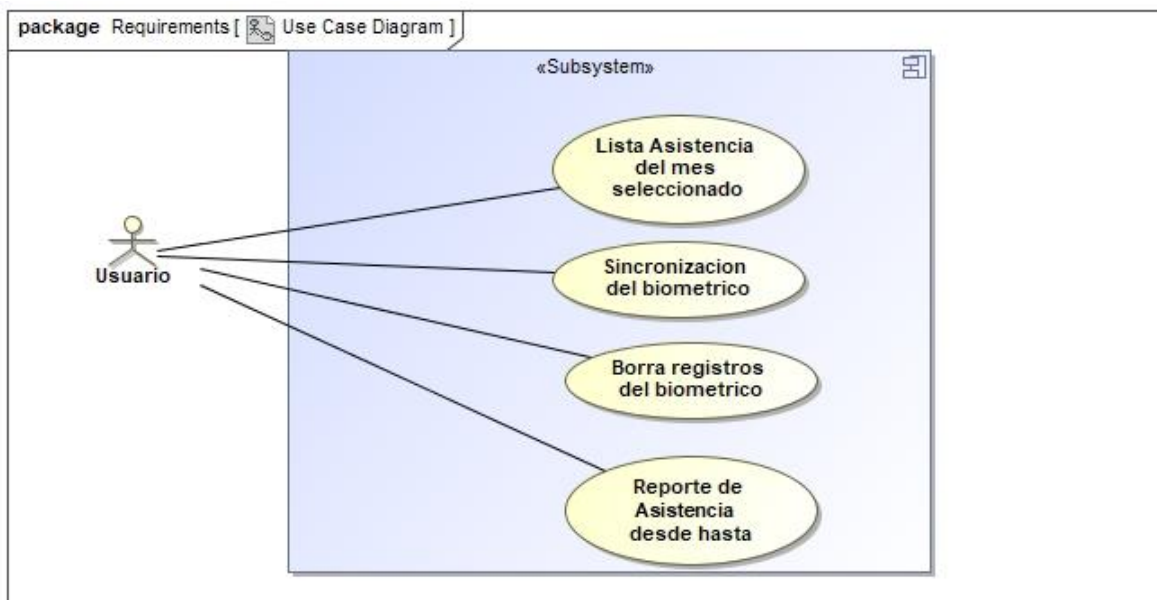 package Requirements [ Use Case Diagram ]
«Subsystem»
Lista Asistencia
del mes
seleccionado
Usuario
Sincronizacion
del biometrico
Borra registros
del biometrico
Reporte de
Asistencia
desde hasta